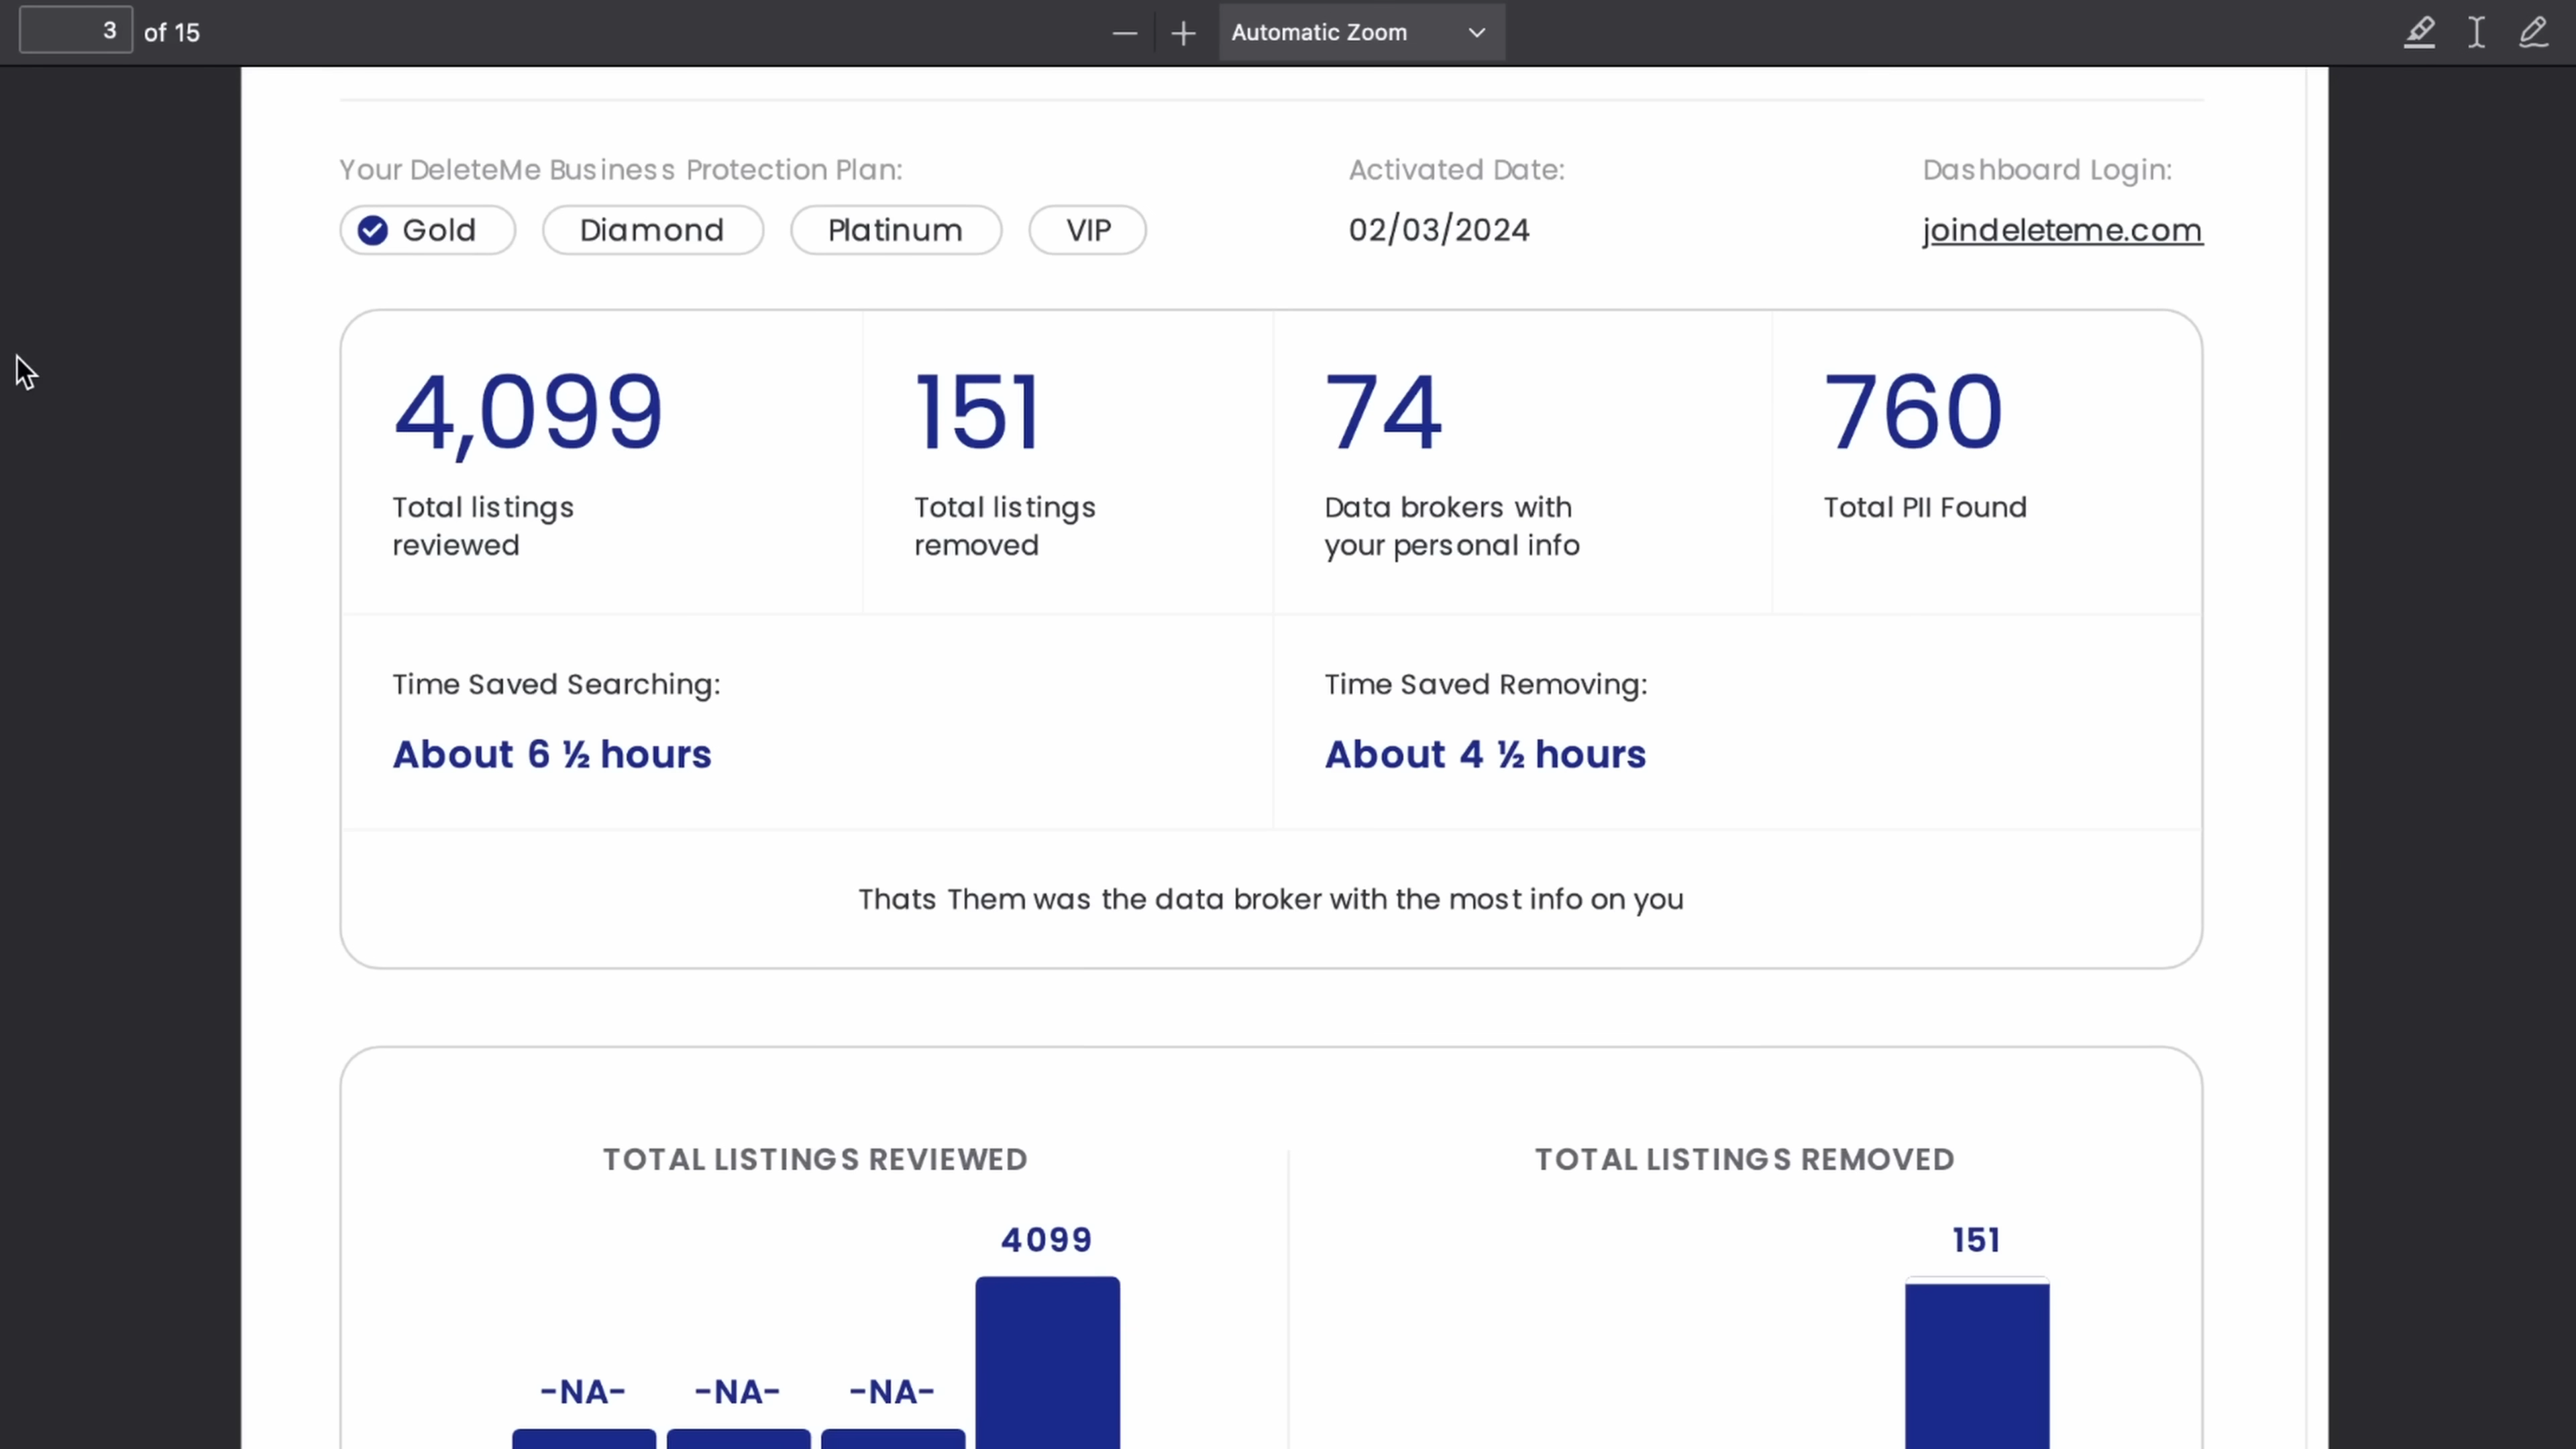 3 of 15
Automatic Zoom
Your DeleteMe Business Protection Plan:
Gold
Diamond
Platinum
VIP
Activated Date:
02/03/2024
Dashboard Login:
joindeleteme.com
4,099
Total listings
reviewed
151
Total listings
removed
74
Data brokers with
your personal info
760
Total PII Found
Time Saved Searching:
About 6 ½ hours
Time Saved Removing:
About 4 ½ hours
Thats Them was the data broker with the most info on you
TOTAL LISTINGS REVIEWED
4099
-NA-
-NA-
-NA-
TOTAL LISTINGS REMOVED
151